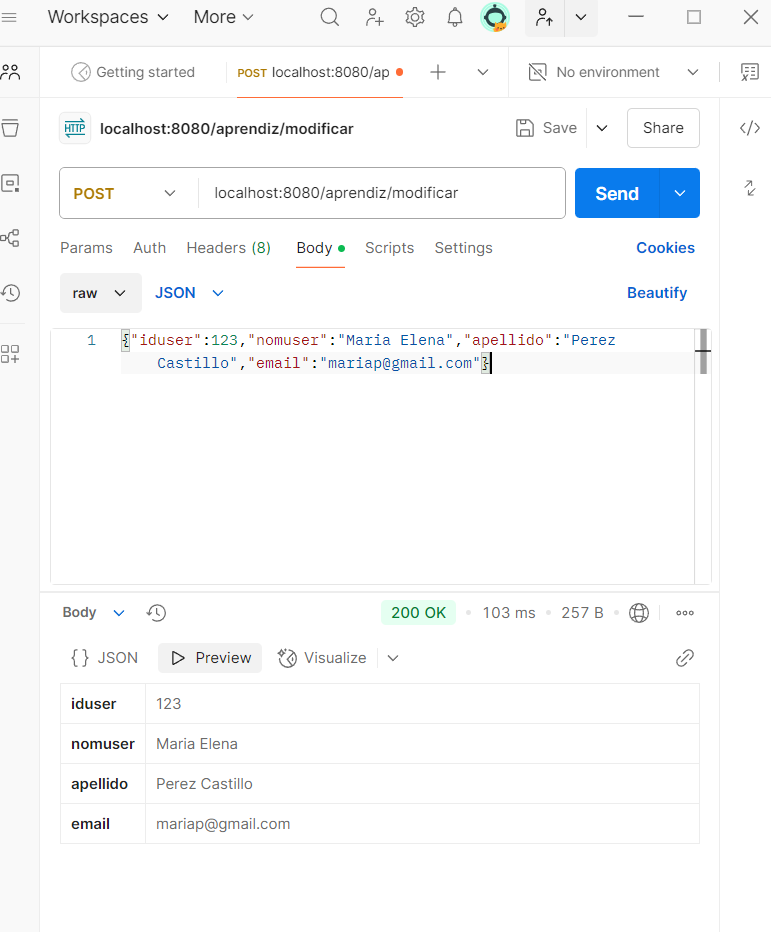 Workspaces More
Getting started POST localhost:8080/ap No environment
HTTP localhost:8080/aprendiz/modificar Save Share
POST localhost:8080/aprendiz/modificar Send
Params Auth Headers (8) Body Scripts Settings Cookies
raw JSON Beautify
1 {"iduser":123,"nomuser":"Maria Elena","apellido":"Perez
Castillo","email":"mariap@gmail.com"}
Body 200 OK 103 ms 257 B
{} JSON Preview Visualize
iduser 123
nomuser Maria Elena
apellido Perez Castillo
email mariap@gmail.com